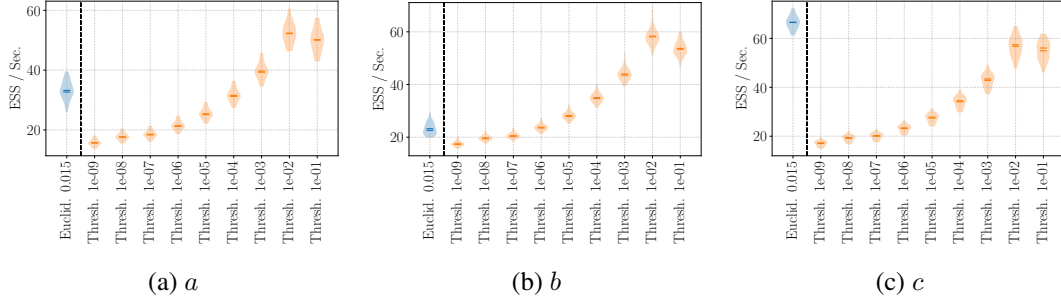 60
40
20
ESS / Sec.
Euclid. 0.015
Thresh. 1e-09
Thresh. 1e-08
Thresh. 1e-07
Thresh. 1e-06
Thresh. 1e-05
Thresh. 1e-04
Thresh. 1e-03
Thresh. 1e-02
Thresh. 1e-01
(a) a
60
40
20
ESS / Sec.
Euclid. 0.015
Thresh. 1e-09
Thresh. 1e-08
Thresh. 1e-07
Thresh. 1e-06
Thresh. 1e-05
Thresh. 1e-04
Thresh. 1e-03
Thresh. 1e-02
Thresh. 1e-01
(b) b
60
40
20
ESS / Sec.
Euclid. 0.015
Thresh. 1e-09
Thresh. 1e-08
Thresh. 1e-07
Thresh. 1e-06
Thresh. 1e-05
Thresh. 1e-04
Thresh. 1e-03
Thresh. 1e-02
Thresh. 1e-01
(c) c